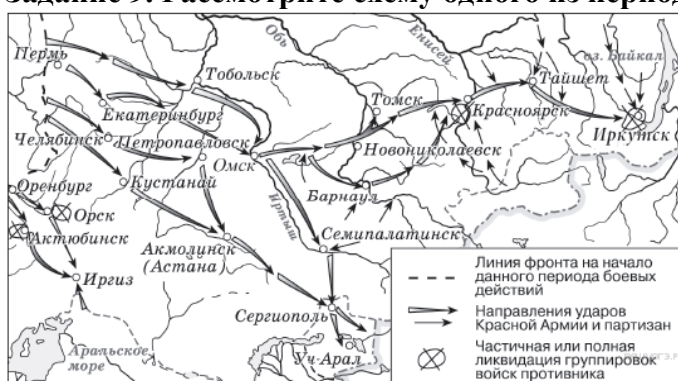 Задание 9. Рассмотрите схему одного из период
Пермь
Обь
Енисей
оз. Байкал
Тобольск
Тайшет
Екатеринбург
Томск
Красноярск
Челябинск
Петропавловск
Иркутск
Омск
Новониколаевск
Оренбург
Кустанай
Барнаул
Орск
Иртыш
Актюбинск
Акмолинск
(Астана)
Семипалатинск
Иргиз
Сергиополь
Аральское
море
Уч-Арал
Линия фронта на начало
данного периода боевых
действий
Направления ударов
Красной Армии и партизан
Частичная или полная
ликвидация группировок
войск противника